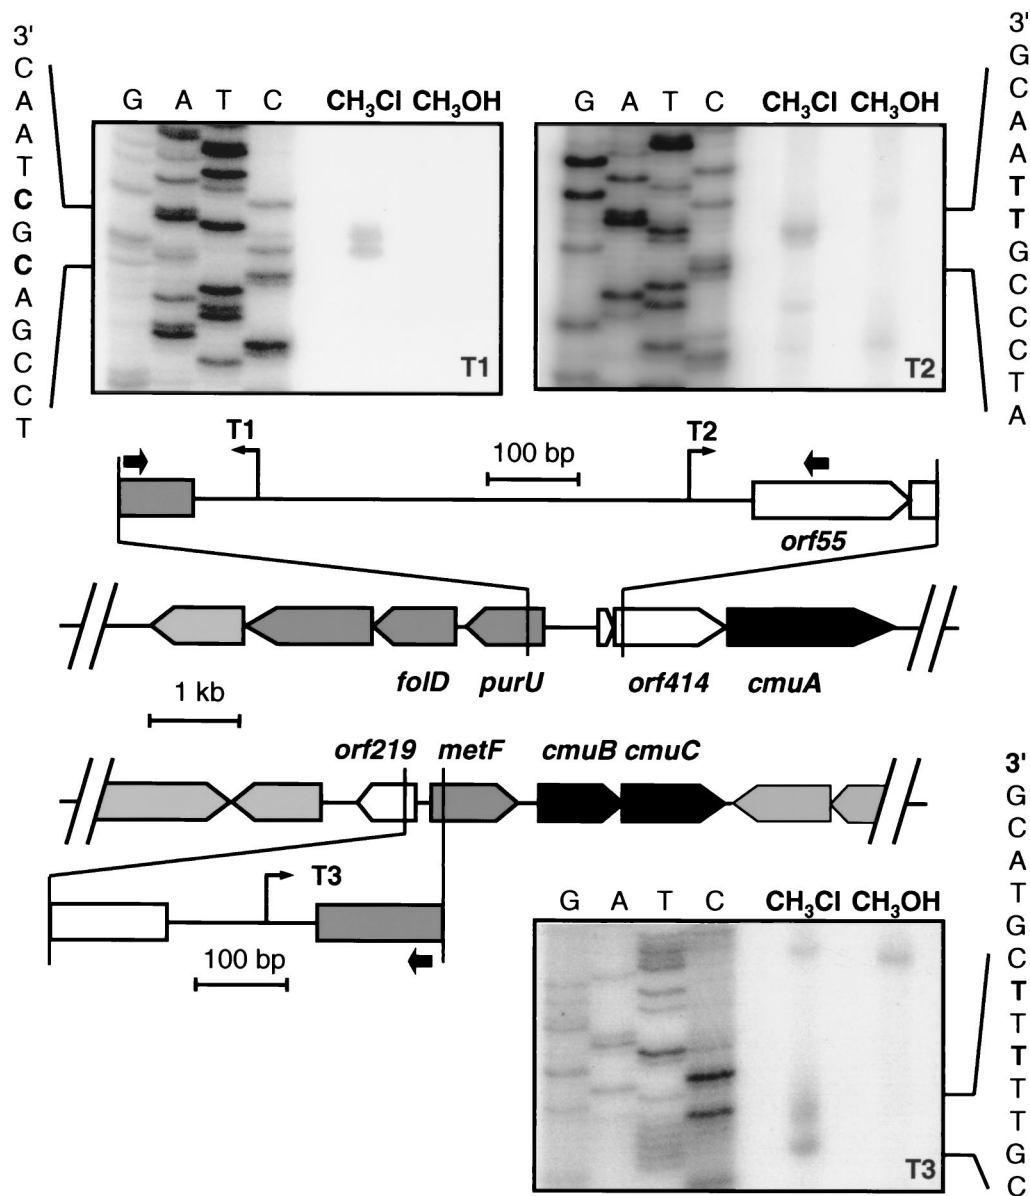 3'
C
A
A
T
C
G
C
A
G
C
C
T
G A T C CH₃Cl CH₃OH
T1
G A T C CH₃Cl CH₃OH
T2
3'
G
C
A
A
T
T
G
C
C
C
T
A
T1
T2
100 bp
orf55
folD purU orf414 cmuA
1 kb
orf219 metF cmuB cmuC
T3
100 bp
G A T C CH₃Cl CH₃OH
T3
3'
G
C
A
T
G
C
T
T
T
T
T
G
C